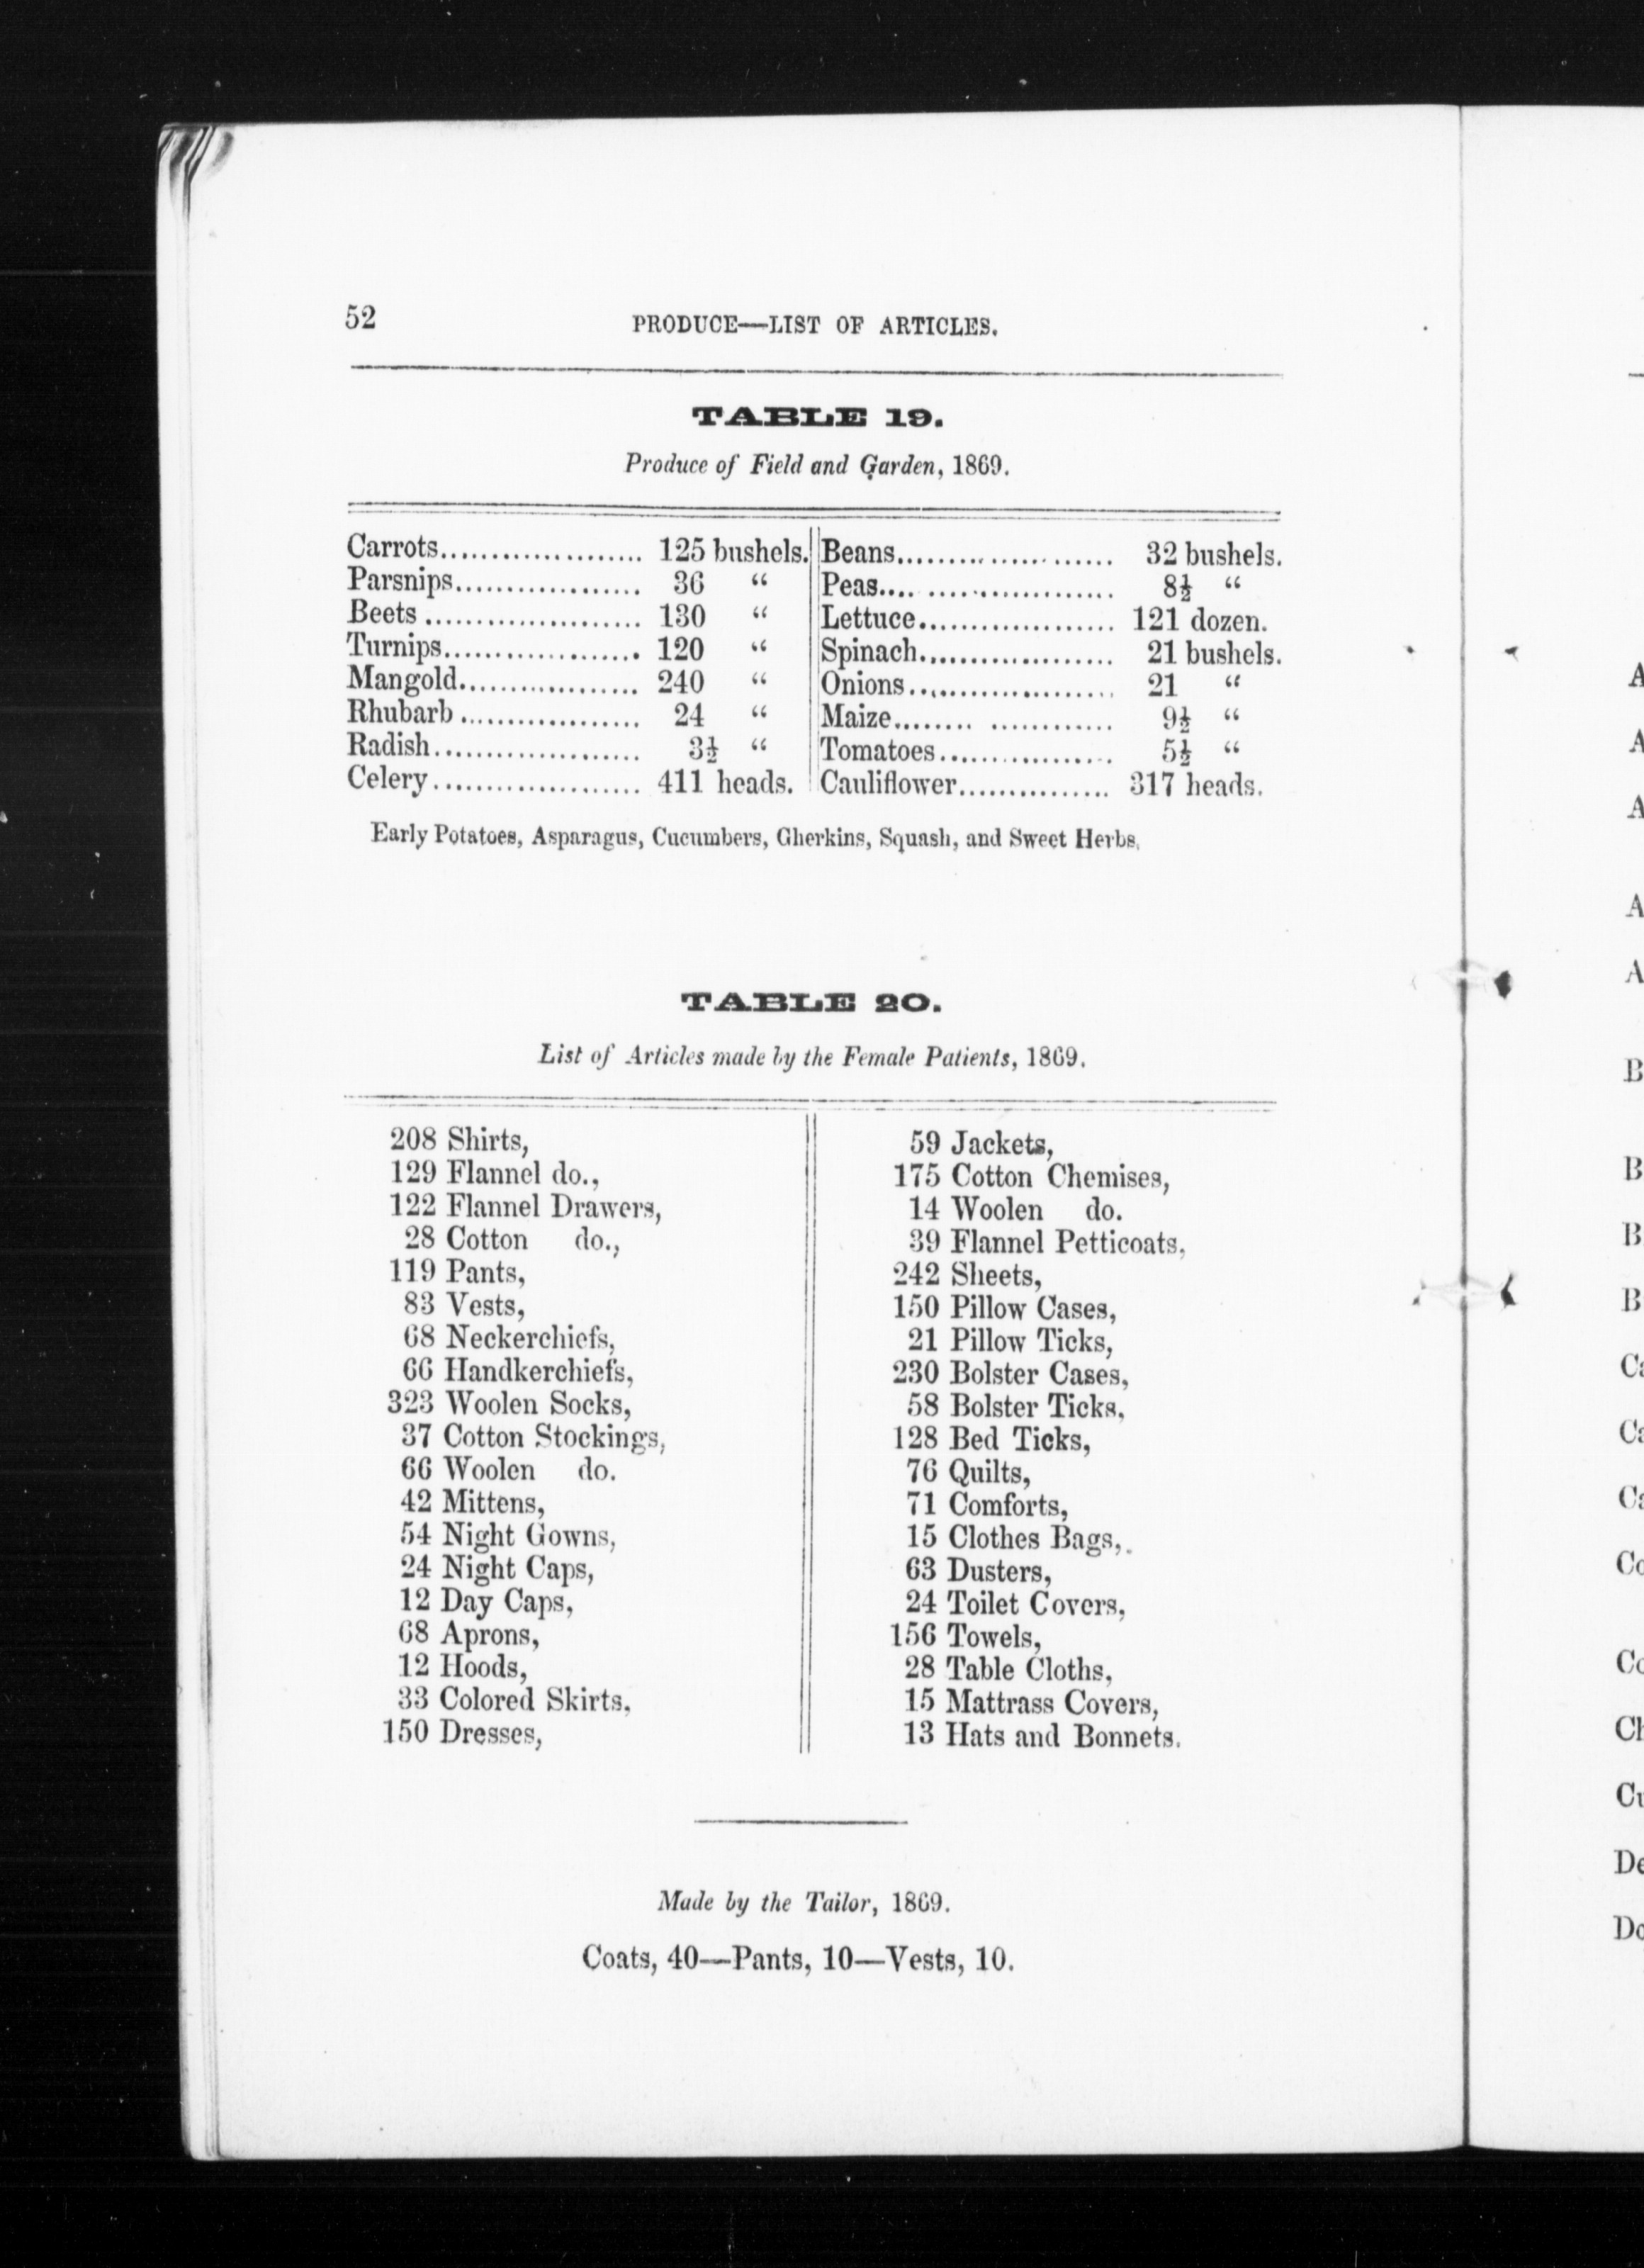 52
PRODUCE—LIST OF ARTICLES.
TABLE 19.
Produce of Field and Garden, 1869.
Carrots.................... 125 bushels.
Parsnips.................. 36 “
Beets ..................... 130 “
Turnips.................... 120 “
Mangold.................. 240 “
Rhubarb .................. 24 “
Radish..................... 3½ “
Celery..................... 411 heads.
Beans...................... 32 bushels.
Peas........................ 8½ “
Lettuce.................... 121 dozen.
Spinach................... 21 bushels.
Onions..................... 21 “
Maize........ ............ 9½ “
Tomatoes................. 5½ “
Cauliflower............... 317 heads.
Early Potatoes, Asparagus, Cucumbers, Gherkins, Squash, and Sweet Herbs.
TABLE 20.
List of Articles made by the Female Patients, 1869.
208 Shirts,
129 Flannel do.,
122 Flannel Drawers,
28 Cotton do.,
119 Pants,
83 Vests,
68 Neckerchiefs,
66 Handkerchiefs,
323 Woolen Socks,
37 Cotton Stockings,
66 Woolen do.
42 Mittens,
54 Night Gowns,
24 Night Caps,
12 Day Caps,
68 Aprons,
12 Hoods,
33 Colored Skirts,
150 Dresses,
59 Jackets,
175 Cotton Chemises,
14 Woolen do.
39 Flannel Petticoats,
242 Sheets,
150 Pillow Cases,
21 Pillow Ticks,
230 Bolster Cases,
58 Bolster Ticks,
128 Bed Ticks,
76 Quilts,
71 Comforts,
15 Clothes Bags,
63 Dusters,
24 Toilet Covers,
156 Towels,
28 Table Cloths,
15 Mattrass Covers,
13 Hats and Bonnets.
Made by the Tailor, 1869.
Coats, 40—Pants, 10—Vests, 10.